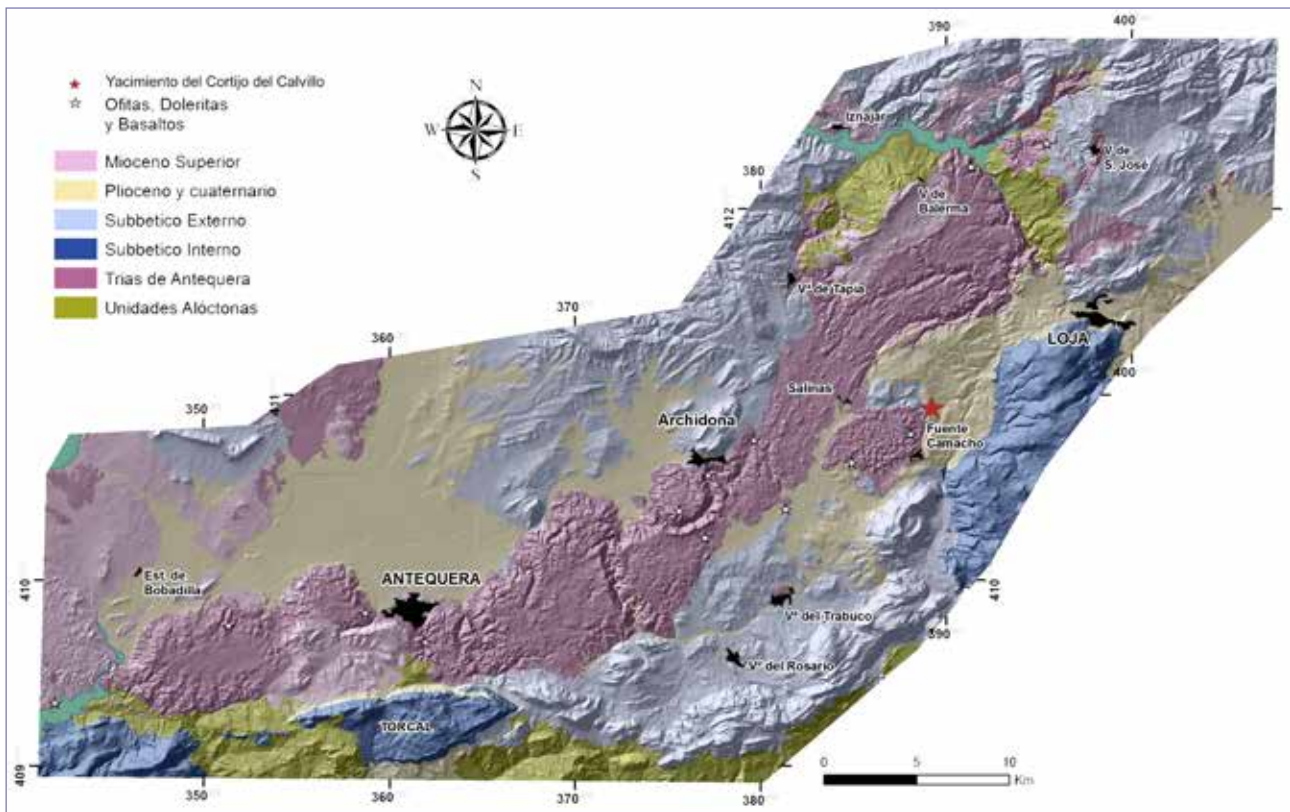 Yacimiento del Cortijo del Calvillo
Ofitas, Doleritas
y Basaltos
Mioceno Superior
Plioceno y cuaternario
Subbetico Externo
Subbetico Interno
Trias de Antequera
Unidades Alóctonas
N
W E
S
390
400
Iznajar
V de
S. José
380
412
V de
Balerma
Vª de Tapia
370
LOJA
360
400
411
350
Salinas
Archidona
Fuente
Camacho
410
Est. de
Bobadilla
ANTEQUERA
410
Vª del Trabuco
390
Vª del Rosario
TORCAL
409
350
360
370
380
0 5 10
Km